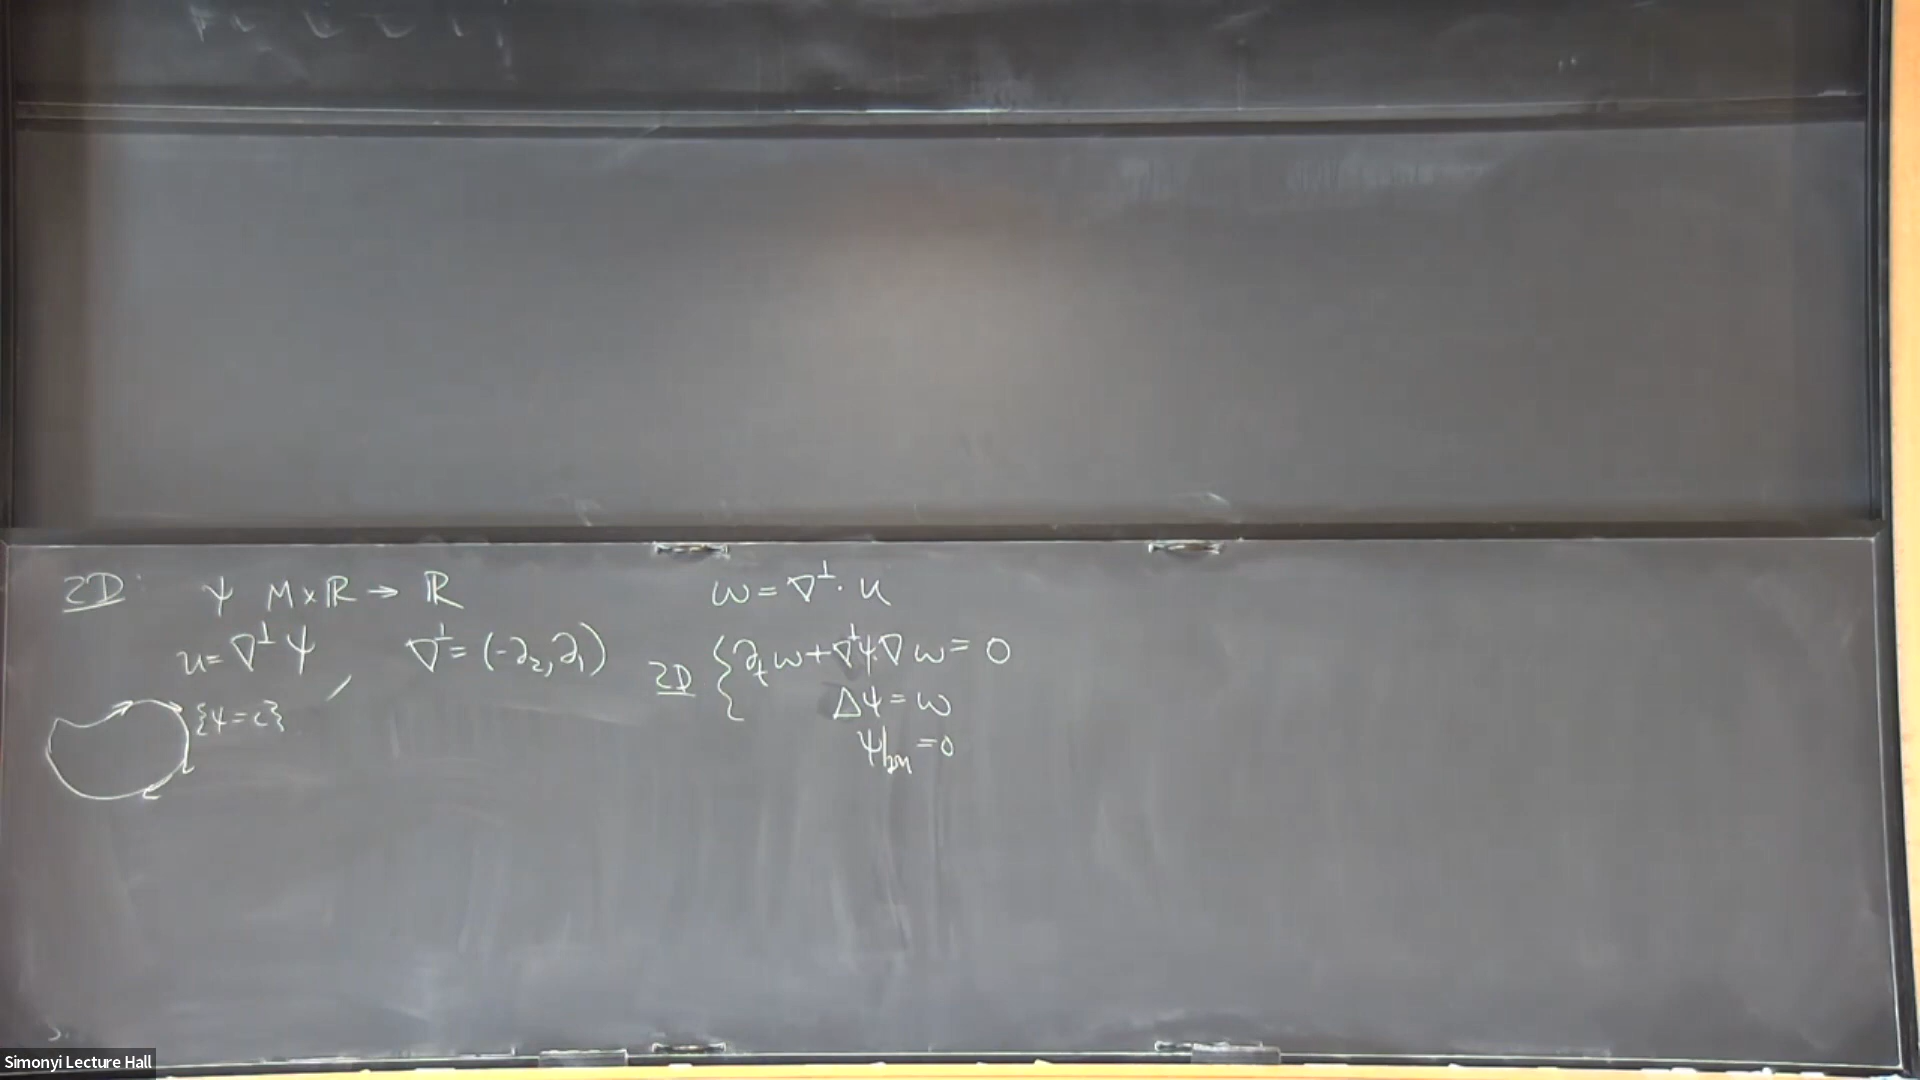 2D: ψ M×ℝ → ℝ
u = ∇^⊥ ψ , ∇^⊥ = (-∂₂, ∂₁)
{ψ = c}
ω = ∇^⊥ · u
2D { ∂_t ω + ∇^⊥ψ·∇ω = 0
Δψ = ω
ψ|_∂M = 0
Simonyi Lecture Hall